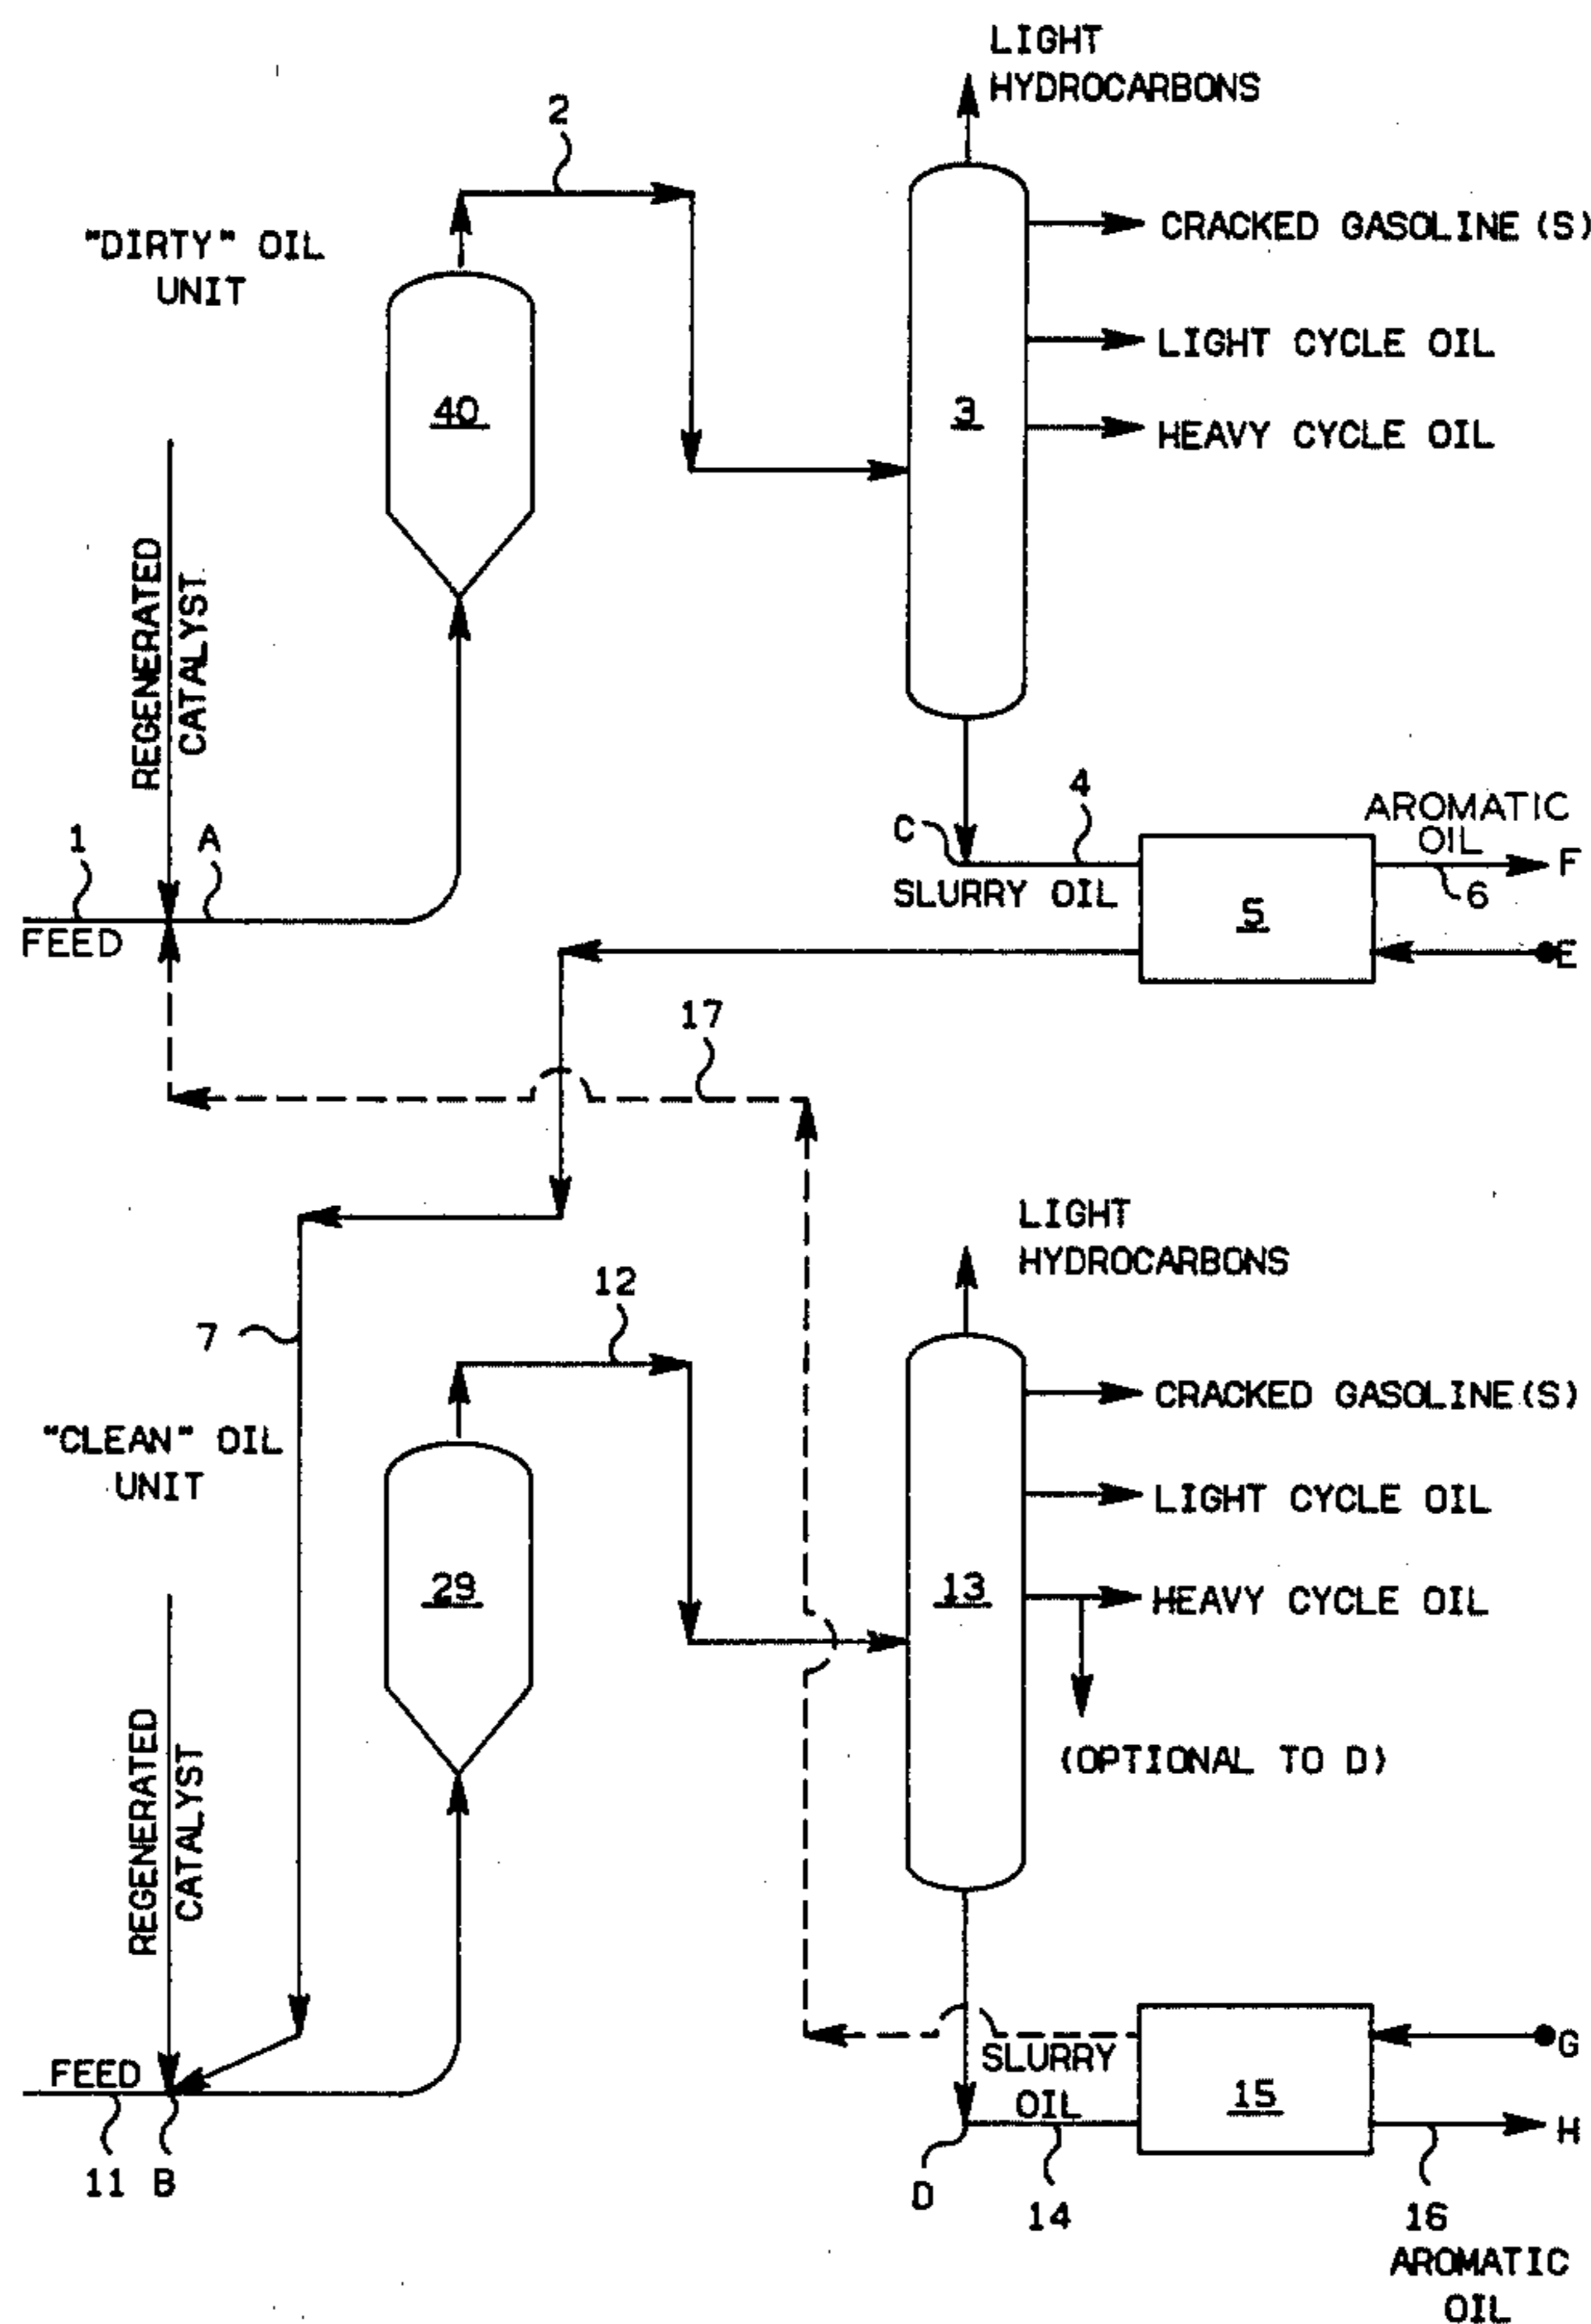 LIGHT
HYDROCARBONS
2
"DIRTY" OIL
UNIT
CRACKED GASOLINE(S)
LIGHT CYCLE OIL
40
3
HEAVY CYCLE OIL
REGENERATED
CATALYST
1
A
FEED
C
4
SLURRY OIL
AROMATIC
OIL
F
6
5
E
17
LIGHT
HYDROCARBONS
12
7
"CLEAN" OIL
UNIT
CRACKED GASOLINE(S)
LIGHT CYCLE OIL
29
13
HEAVY CYCLE OIL
(OPTIONAL TO D)
REGENERATED
CATALYST
FEED
11
B
SLURRY
OIL
G
15
H
D
14
16
AROMATIC
OIL